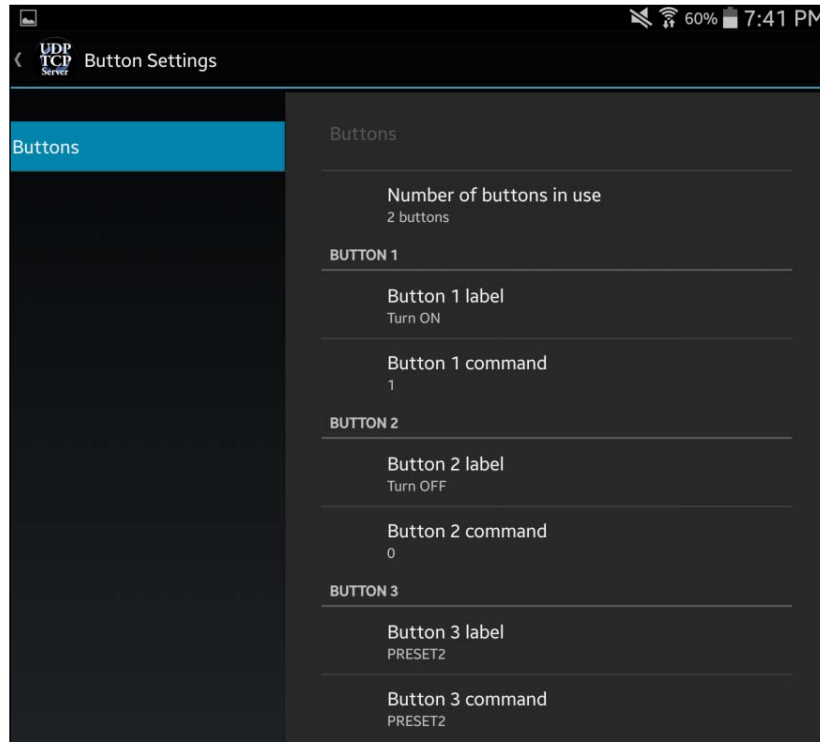 60% 7:41 PM
UDP
TCP
Server
Button Settings
Buttons
Buttons
Number of buttons in use
2 buttons
BUTTON 1
Button 1 label
Turn ON
Button 1 command
1
BUTTON 2
Button 2 label
Turn OFF
Button 2 command
0
BUTTON 3
Button 3 label
PRESET2
Button 3 command
PRESET2